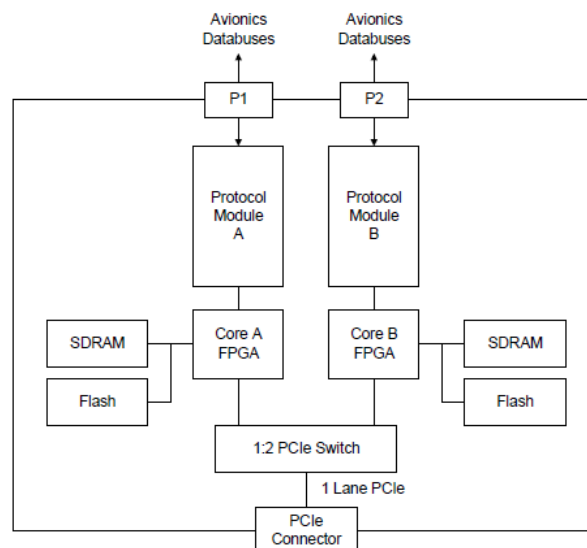 Avionics
Databuses
Avionics
Databuses
P1
P2
Protocol
Module
A
Protocol
Module
B
SDRAM
Flash
Core A
FPGA
Core B
FPGA
SDRAM
Flash
1:2 PCIe Switch
1 Lane PCIe
PCIe
Connector